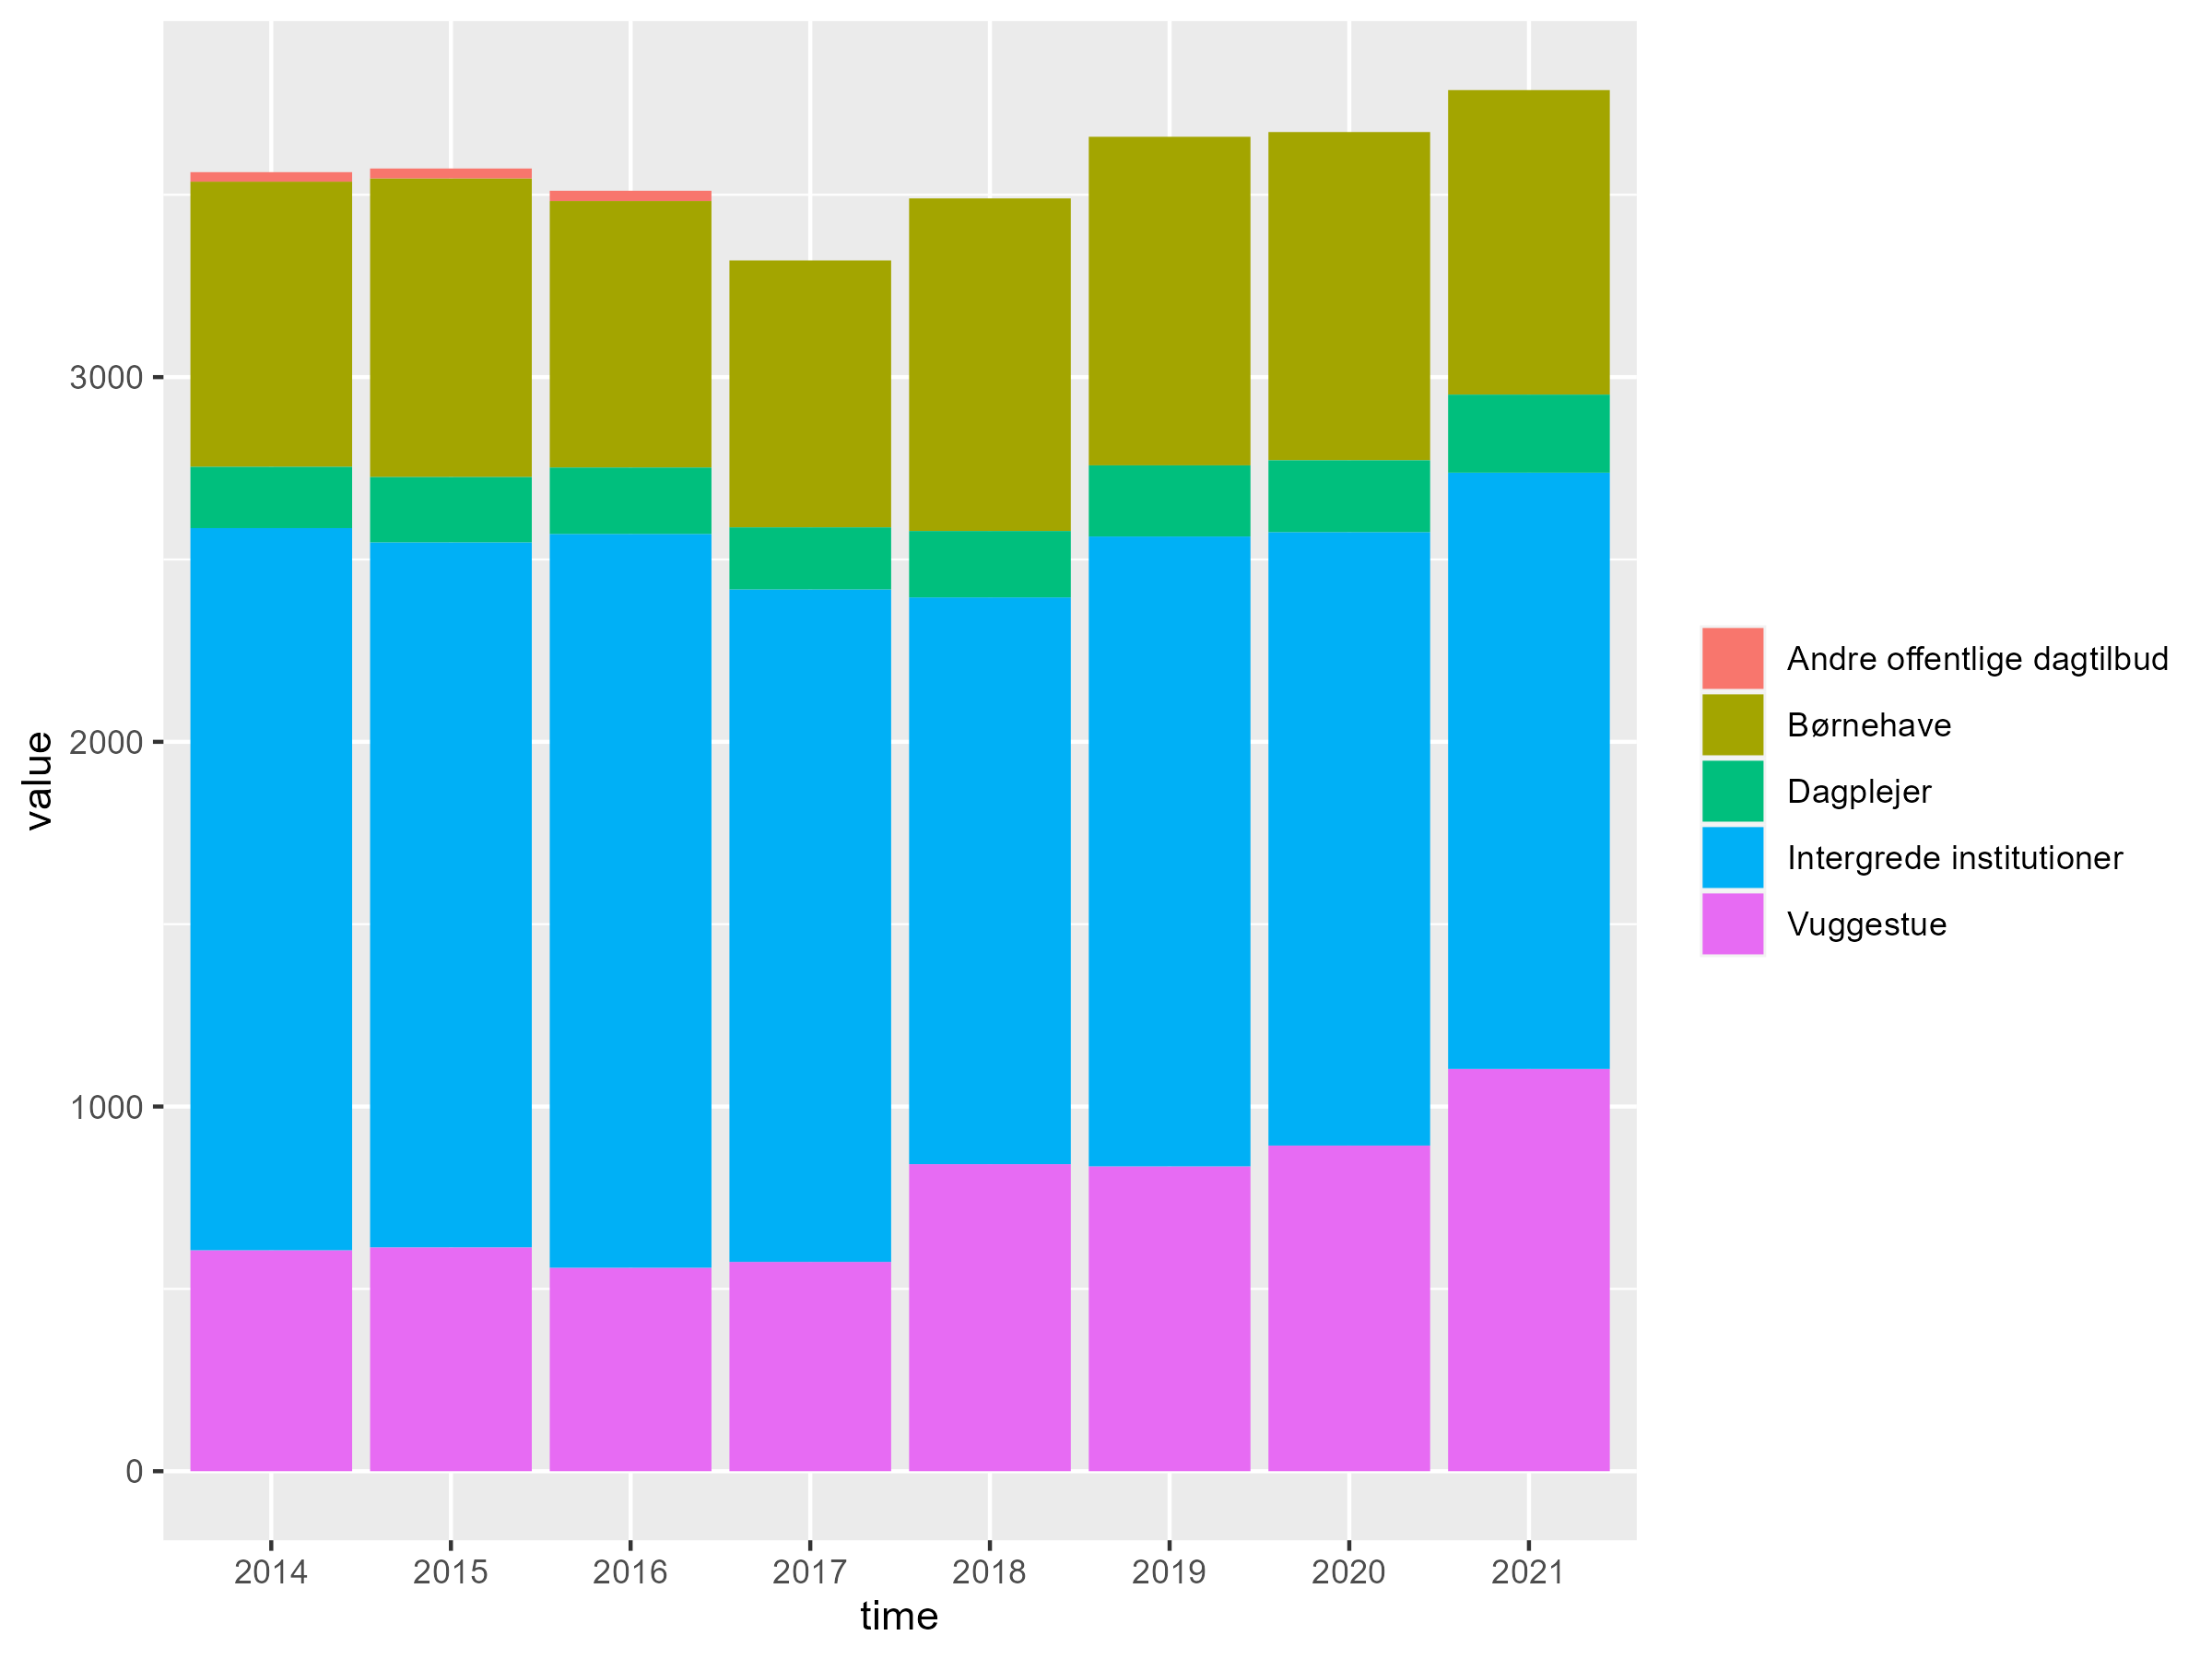 value
3000
2000
1000
0
2014 2015 2016 2017 2018 2019 2020 2021
time
Andre offentlige dagtilbud
Børnehave
Dagplejer
Intergrede institutioner
Vuggestue